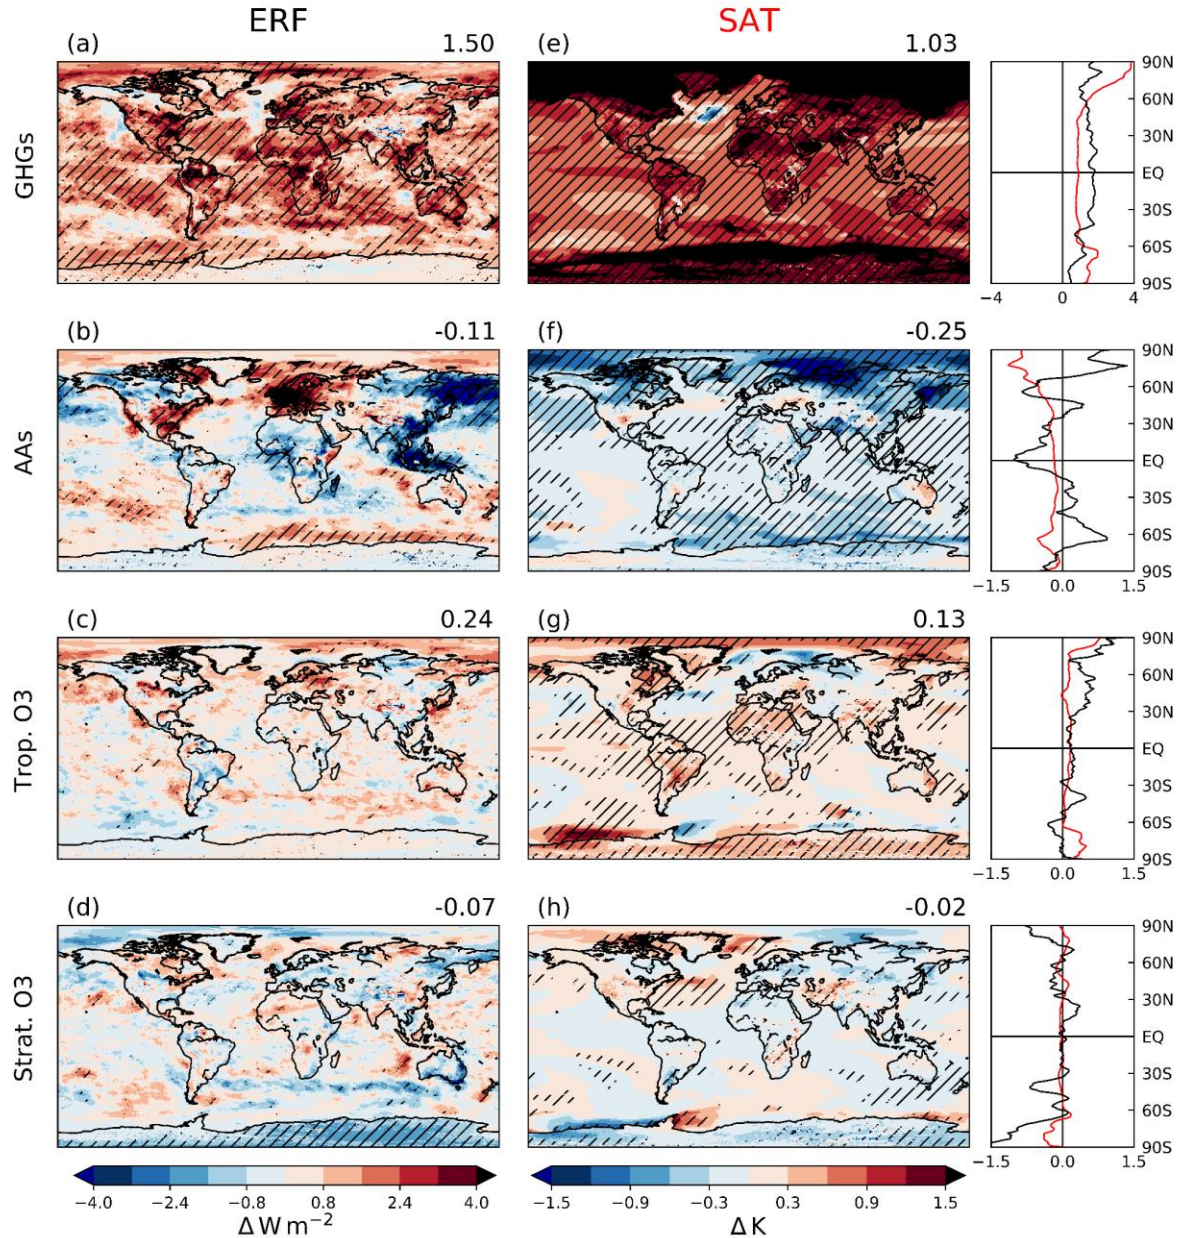 ERF SAT
(a) 1.50 (e) 1.03
GHGs
90N
60N
30N
EQ
30S
60S
90S
−4 0 4
(b) -0.11 (f) -0.25
AAs
90N
60N
30N
EQ
30S
60S
90S
−1.5 0.0 1.5
(c) 0.24 (g) 0.13
Trop. O3
90N
60N
30N
EQ
30S
60S
90S
−1.5 0.0 1.5
(d) -0.07 (h) -0.02
Strat. O3
90N
60N
30N
EQ
30S
60S
90S
−1.5 0.0 1.5
−4.0 −2.4 −0.8 0.8 2.4 4.0 −1.5 −0.9 −0.3 0.3 0.9 1.5
Δ W m⁻² Δ K